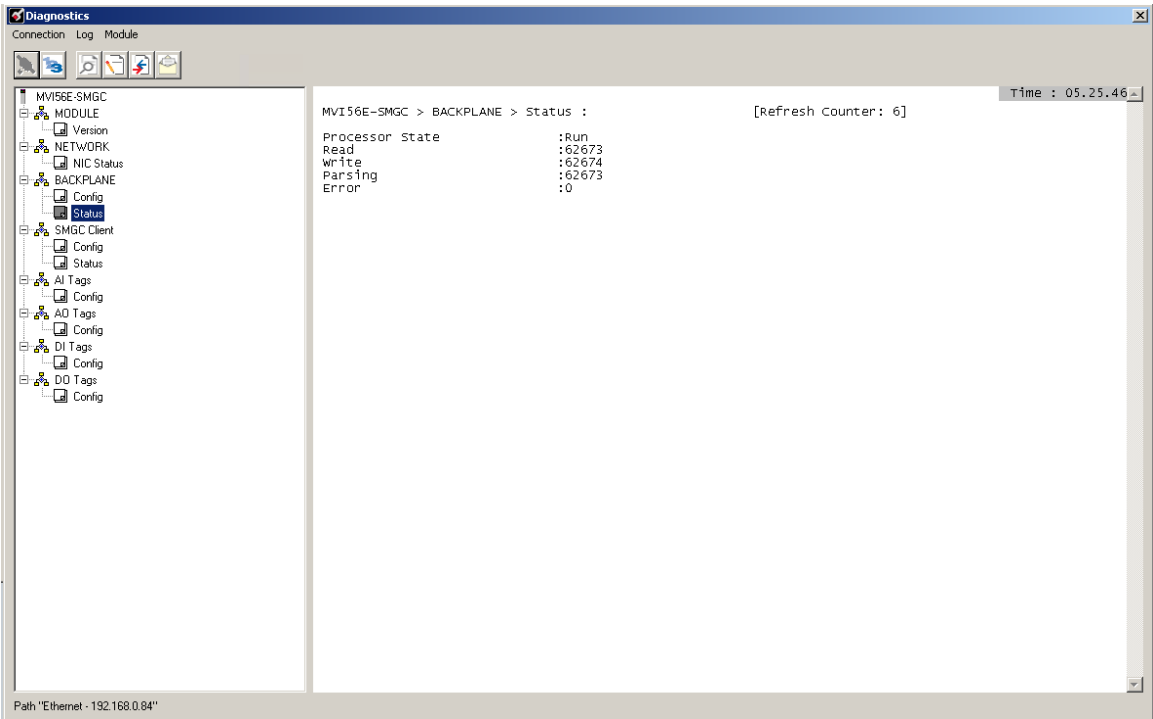 Diagnostics
Connection Log Module
MVI56E-SMGC
MODULE
Version
NETWORK
NIC Status
BACKPLANE
Config
Status
SMGC Client
Config
Status
AI Tags
Config
AO Tags
Config
DI Tags
Config
DO Tags
Config
Time : 05.25.46
MVI56E-SMGC > BACKPLANE > Status : [Refresh Counter: 6]
Processor State :Run
Read :62673
Write :62674
Parsing :62673
Error :0
Path "Ethernet - 192.168.0.84"